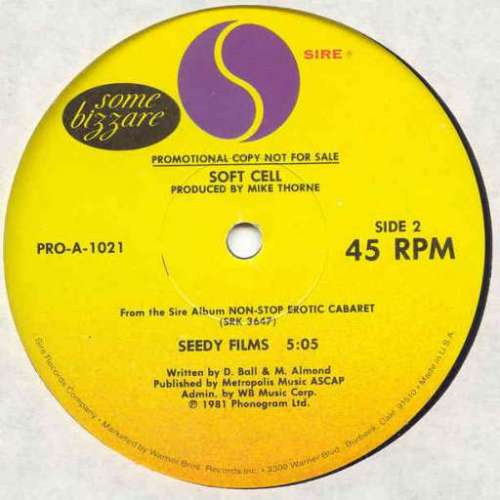 SIRE ®
some
bizzare
PROMOTIONAL COPY NOT FOR SALE
SOFT CELL
PRODUCED BY MIKE THORNE
SIDE 2
PRO-A-1021
45 RPM
From the Sire Album NON-STOP EROTIC CABARET
(SRK 3647)
SEEDY FILMS 5:05
Written by D. Ball & M. Almond
Published by Metropolis Music ASCAP
Admin. by WB Music Corp.
℗ 1981 Phonogram Ltd.
Sire Records Company • Marketed by Warner Bros. Records Inc. • 3300 Warner Blvd., Burbank, Calif. 91510 • Made in U.S.A.